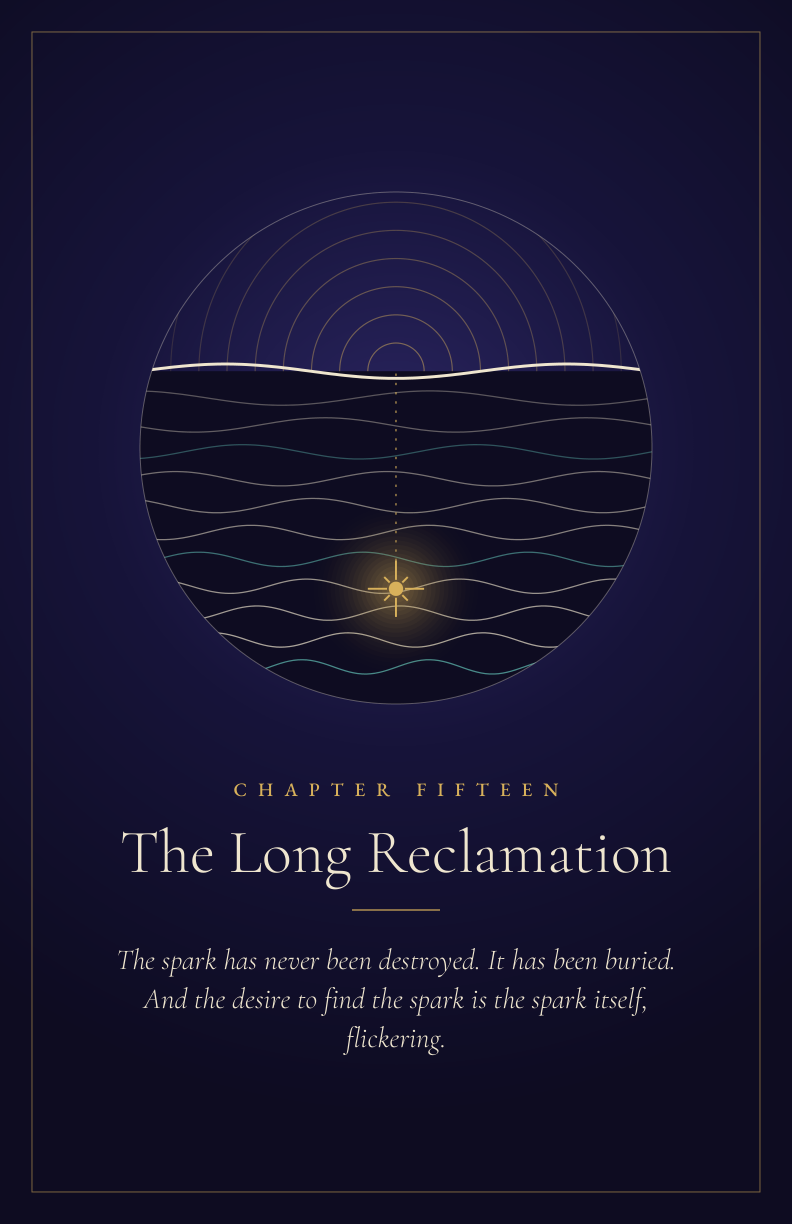 CHAPTER FIFTEEN
The Long Reclamation
The spark has never been destroyed. It has been buried.
And the desire to find the spark is the spark itself,
flickering.